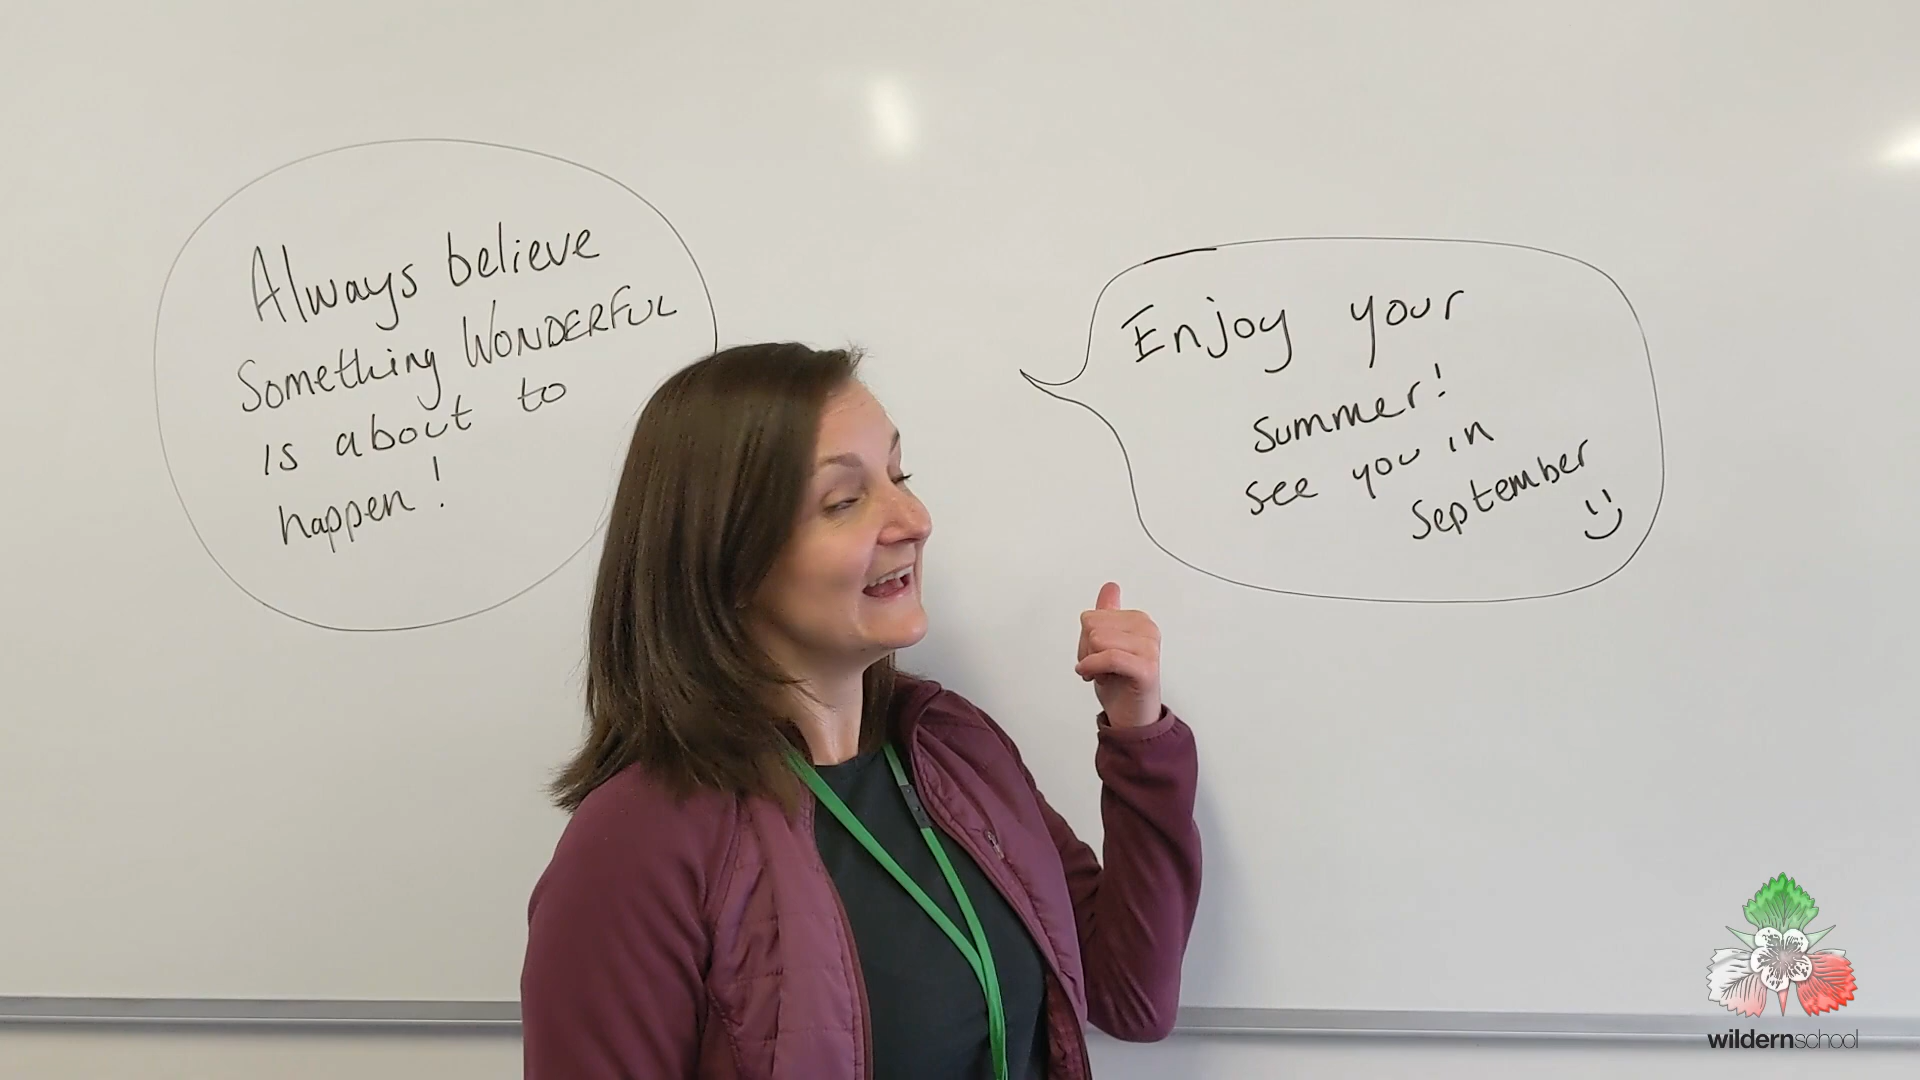 Always believe
Something WONDERFUL
is about to
happen!
Enjoy your
Summer!
see you in
September
wildernschool